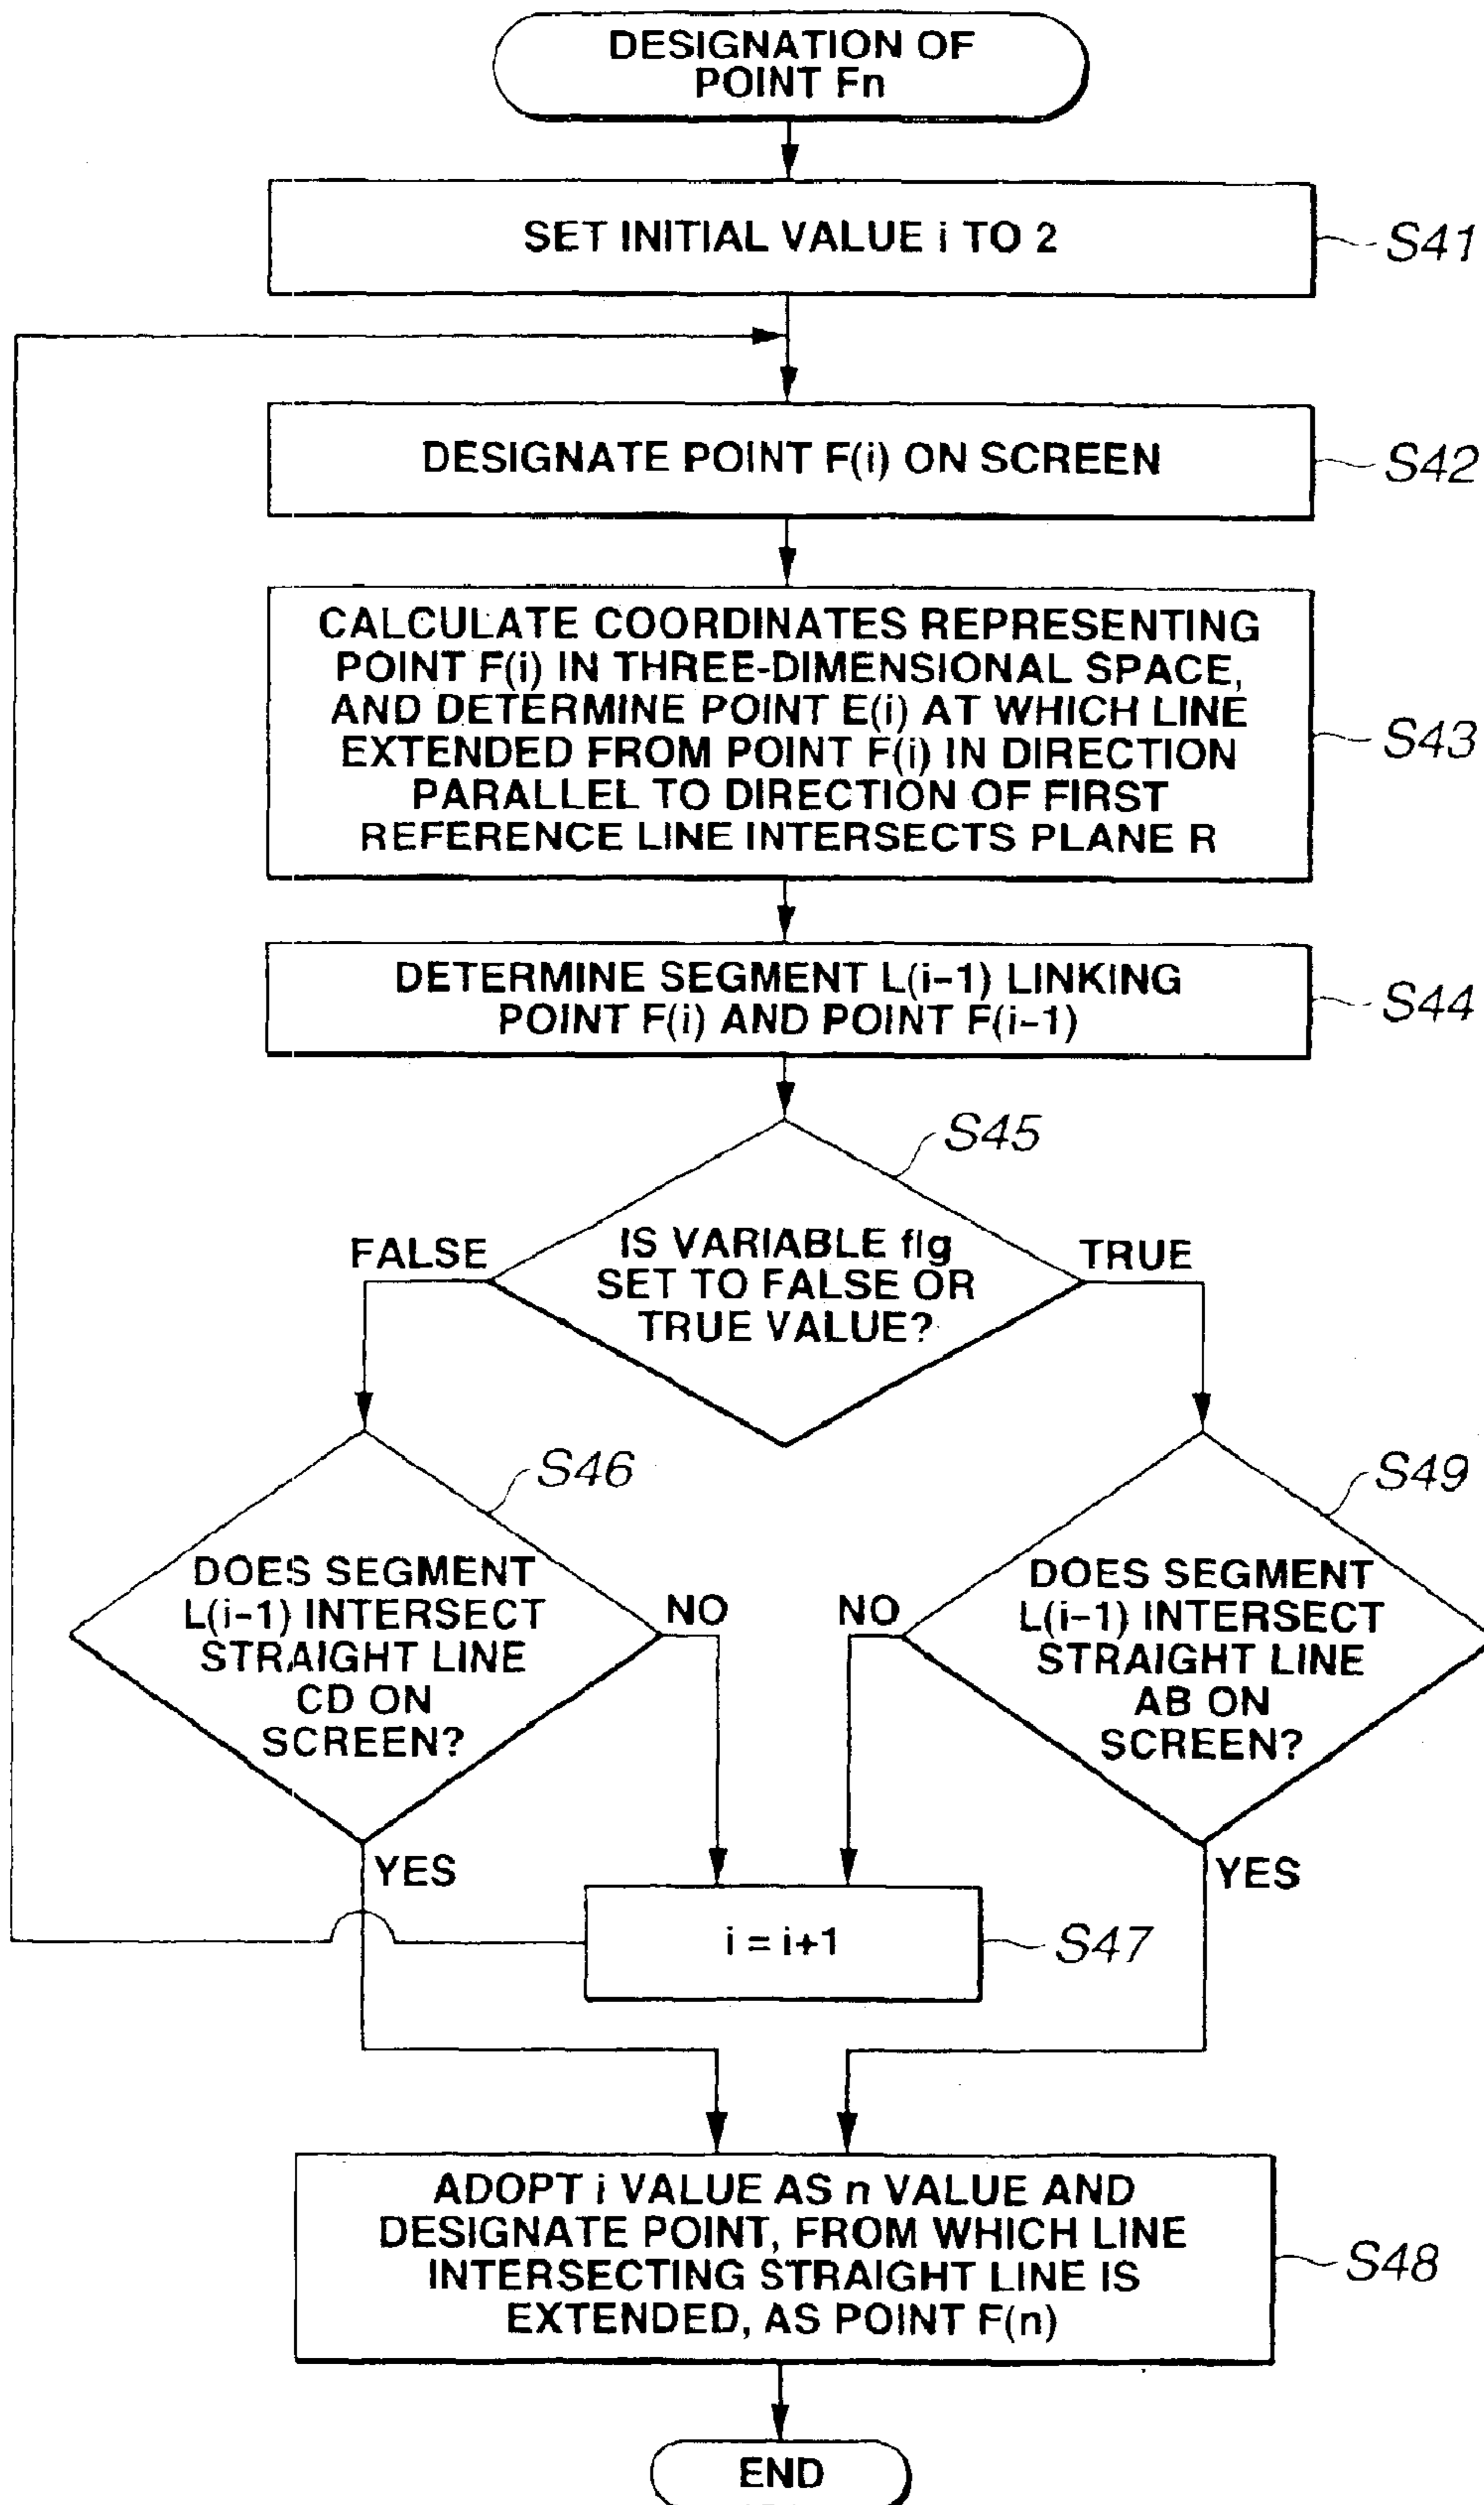 DESIGNATION OF
POINT Fn
SET INITIAL VALUE i TO 2
S41
DESIGNATE POINT F(i) ON SCREEN
S42
CALCULATE COORDINATES REPRESENTING
POINT F(i) IN THREE-DIMENSIONAL SPACE,
AND DETERMINE POINT E(i) AT WHICH LINE
EXTENDED FROM POINT F(i) IN DIRECTION
PARALLEL TO DIRECTION OF FIRST
REFERENCE LINE INTERSECTS PLANE R
S43
DETERMINE SEGMENT L(i-1) LINKING
POINT F(i) AND POINT F(i-1)
S44
S45
IS VARIABLE flg
SET TO FALSE OR
TRUE VALUE?
FALSE
TRUE
S46
DOES SEGMENT
L(i-1) INTERSECT
STRAIGHT LINE
CD ON
SCREEN?
NO
YES
S49
DOES SEGMENT
L(i-1) INTERSECT
STRAIGHT LINE
AB ON
SCREEN?
NO
YES
i = i+1
S47
ADOPT i VALUE AS n VALUE AND
DESIGNATE POINT, FROM WHICH LINE
INTERSECTING STRAIGHT LINE IS
EXTENDED, AS POINT F(n)
S48
END